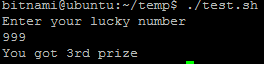 bitnami@ubuntu:~/temp$ ./test.sh
Enter your lucky number
999
You got 3rd prize